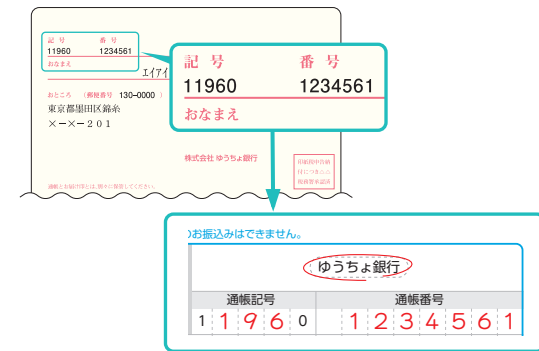 記 号 番 号
11960 1234561
おなまえ
エイアイ
おところ （郵便番号 130-0000 ）
東京都墨田区錦糸
×－×－２０１
株式会社 ゆうちょ銀行
記 号 番 号
11960 1234561
おなまえ
お振込みはできません。
ゆうちょ銀行
通帳記号 通帳番号
1 1 9 6 0 1 2 3 4 5 6 1